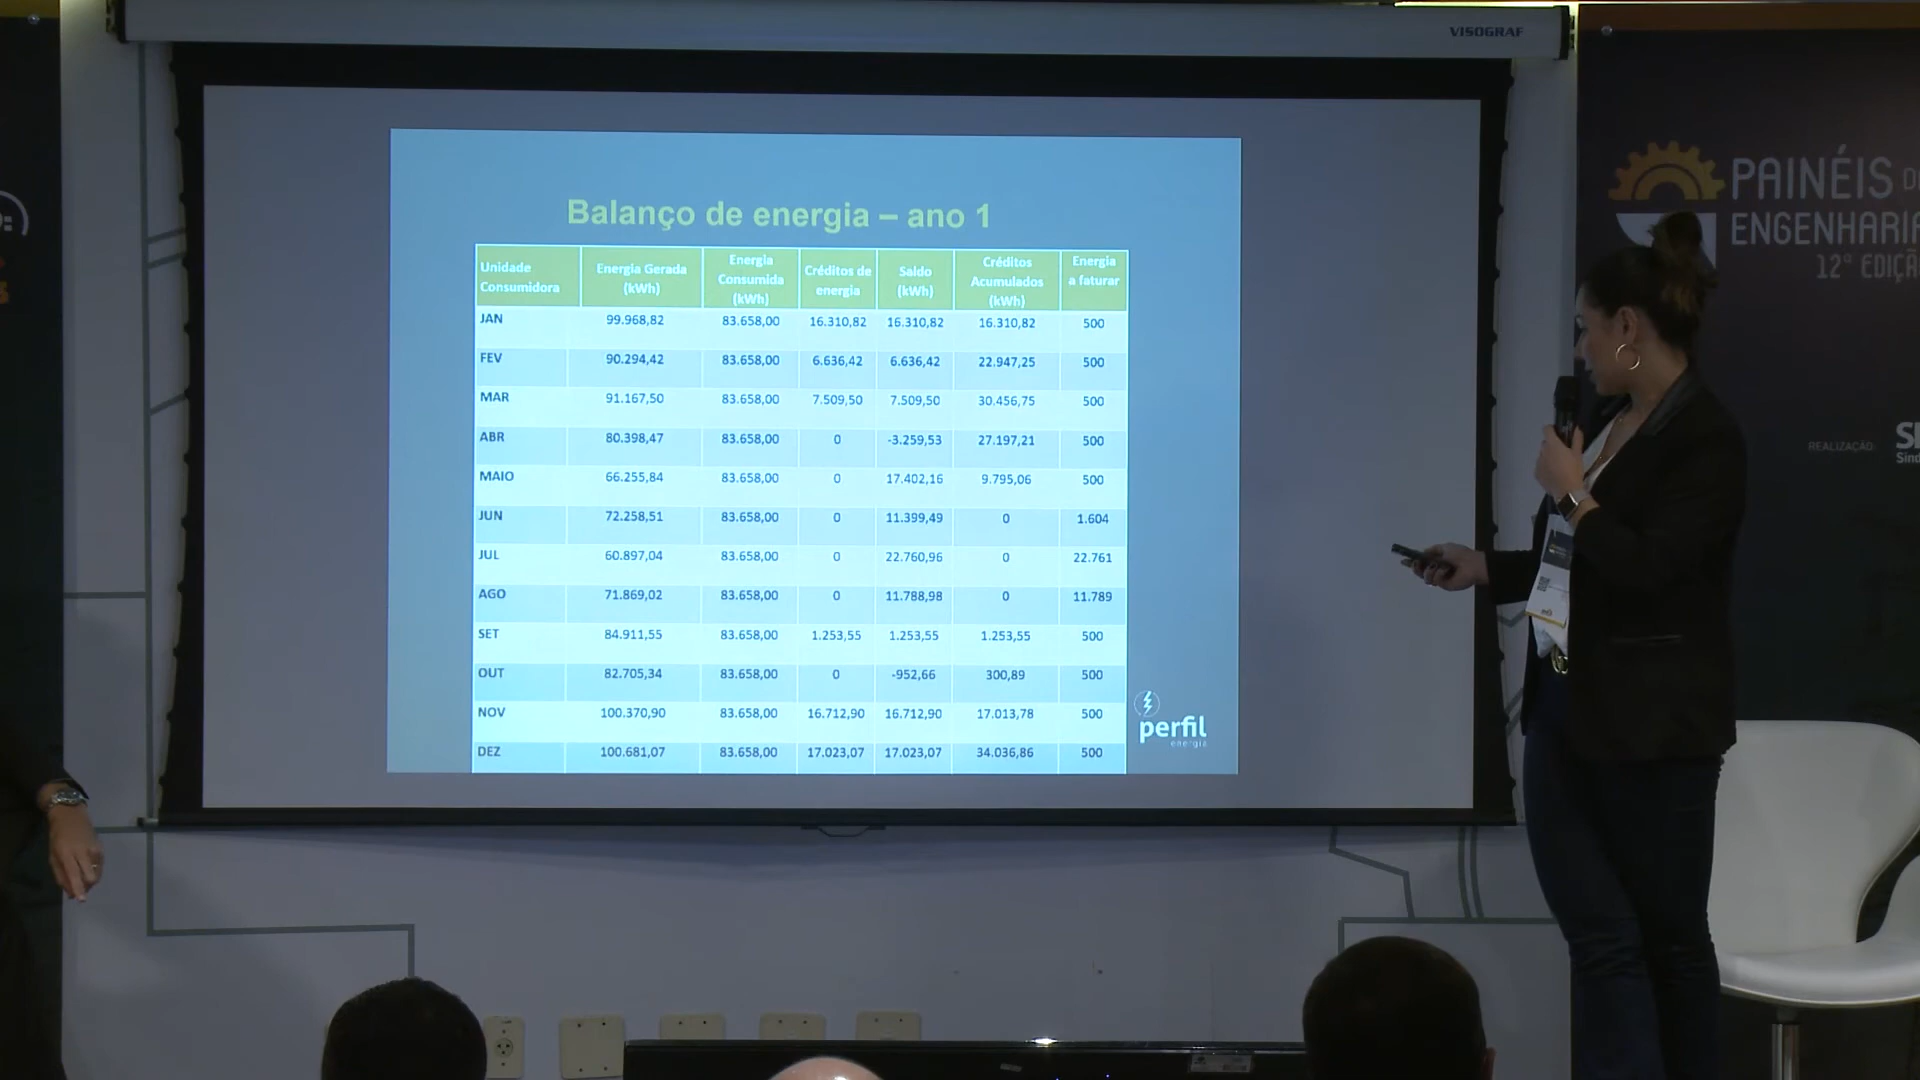 VISOGRAF
Balanço de energia – ano 1
Unidade Consumidora Energia Gerada (kWh) Energia Consumida (kWh) Créditos de energia Saldo (kWh) Créditos Acumulados (kWh) Energia a faturar
JAN 99.968,82 83.658,00 16.310,82 16.310,82 16.310,82 500
FEV 90.294,42 83.658,00 6.636,42 6.636,42 22.947,25 500
MAR 91.167,50 83.658,00 7.509,50 7.509,50 30.456,75 500
ABR 80.398,47 83.658,00 0 -3.259,53 27.197,21 500
MAIO 66.255,84 83.658,00 0 17.402,16 9.795,06 500
JUN 72.258,51 83.658,00 0 11.399,49 0 1.604
JUL 60.897,04 83.658,00 0 22.760,96 0 22.761
AGO 71.869,02 83.658,00 0 11.788,98 0 11.789
SET 84.911,55 83.658,00 1.253,55 1.253,55 1.253,55 500
OUT 82.705,34 83.658,00 0 -952,66 300,89 500
NOV 100.370,90 83.658,00 16.712,90 16.712,90 17.013,78 500
DEZ 100.681,07 83.658,00 17.023,07 17.023,07 34.036,86 500
perfil
energia
PAINÉIS
ENGENHARIA
12ª EDIÇÃ
REALIZAÇÃO
Sind